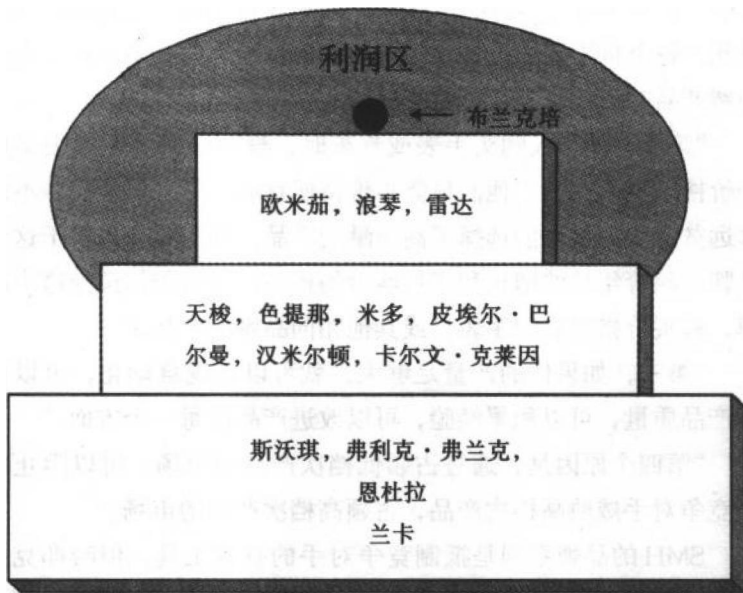 利润区
布兰克培
欧米茄，浪琴，雷达
天梭，色提那，米多，皮埃尔·巴
尔曼，汉米尔顿，卡尔文·克莱因
斯沃琪，弗利克·弗兰克，
恩杜拉
兰卡